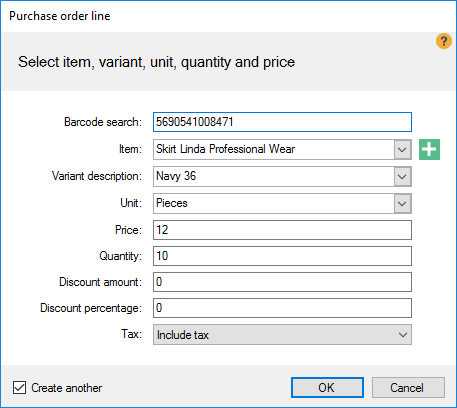 Purchase order line
?
Select item, variant, unit, quantity and price
Barcode search: 5690541008471
Item: Skirt Linda Professional Wear
Variant description: Navy 36
Unit: Pieces
Price: 12
Quantity: 10
Discount amount: 0
Discount percentage: 0
Tax: Include tax
Create another OK Cancel